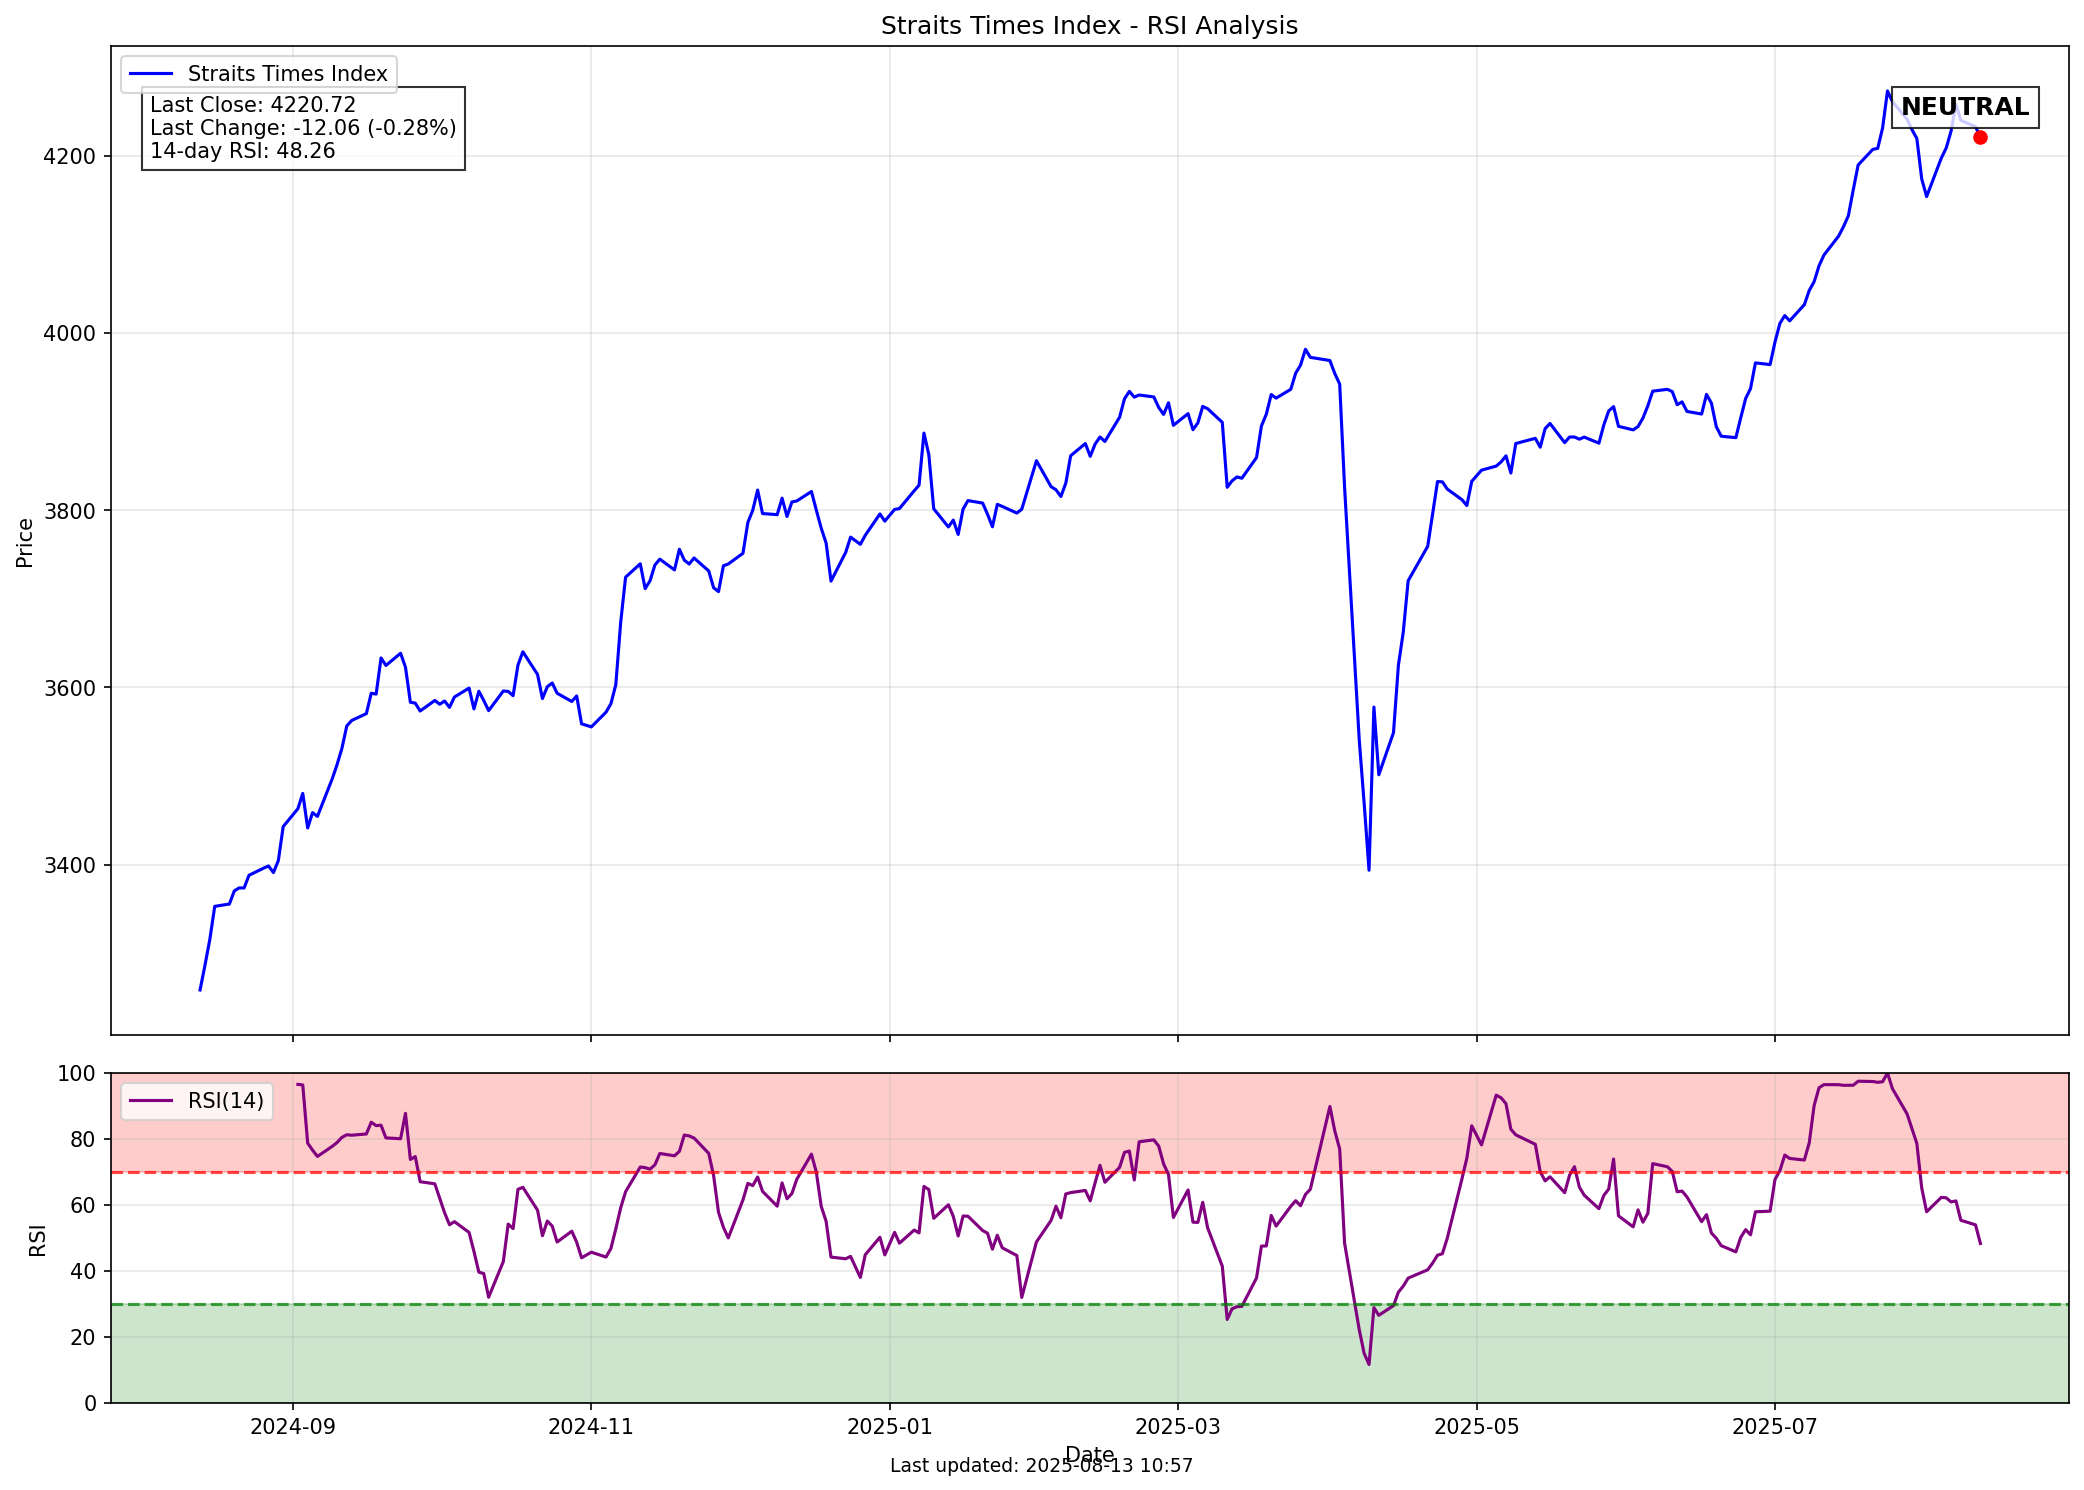 Straits Times Index - RSI Analysis
Straits Times Index
Last Close: 4220.72
Last Change: -12.06 (-0.28%)
14-day RSI: 48.26
NEUTRAL
4200
4000
3800
3600
3400
Price
RSI(14)
100
80
60
40
20
0
RSI
2024-09
2024-11
2025-01
2025-03
2025-05
2025-07
Date
Last updated: 2025-08-13 10:57